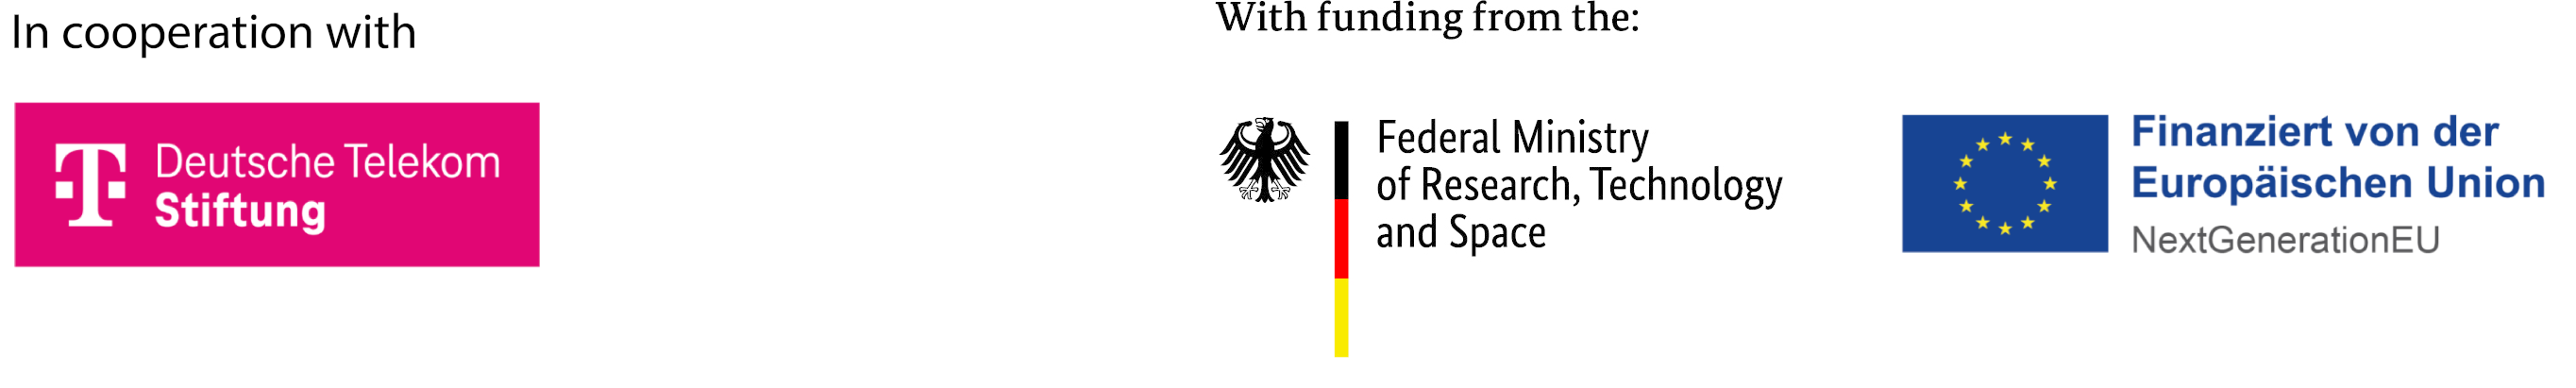 In cooperation with
Deutsche Telekom
Stiftung
With funding from the:
Federal Ministry
of Research, Technology
and Space
Finanziert von der
Europäischen Union
NextGenerationEU